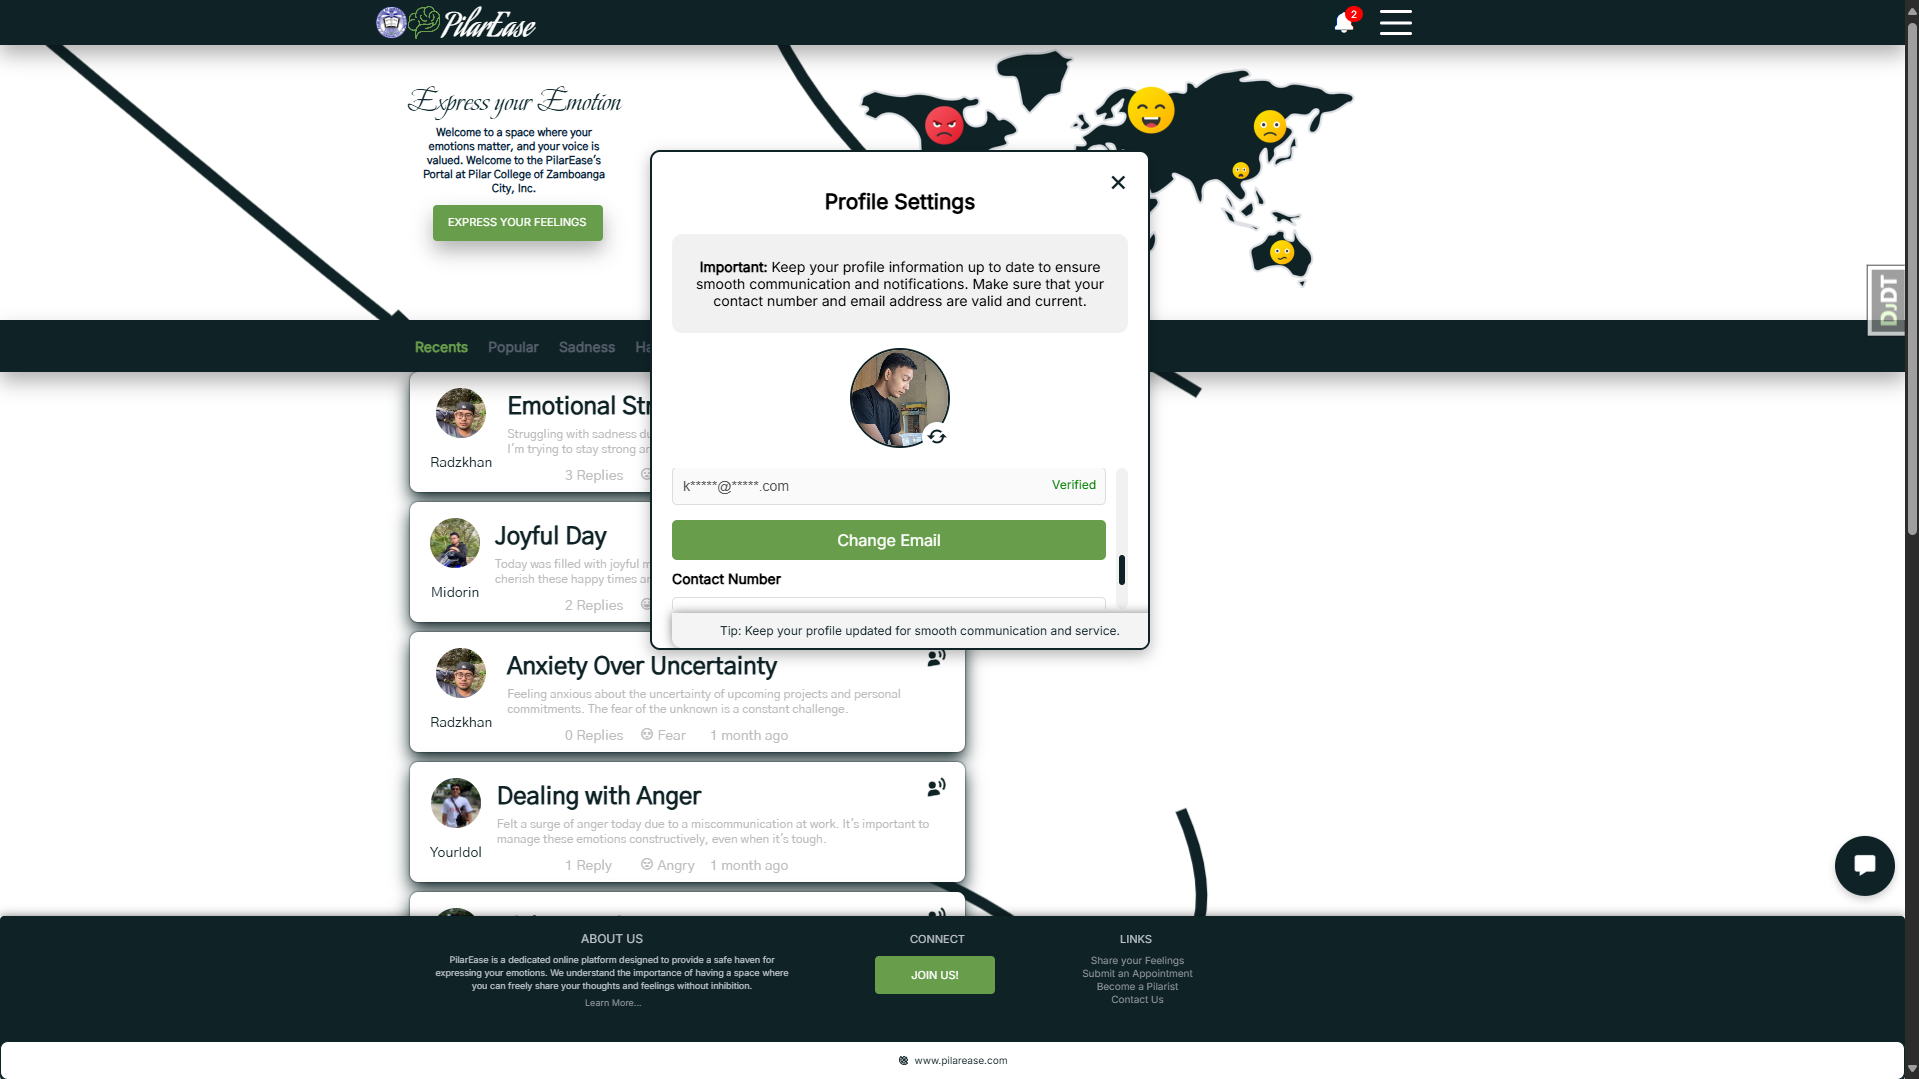 PilarEase
2
Express your Emotion
Welcome to a space where your
emotions matter, and your voice is
valued. Welcome to the PilarEase's
Portal at Pilar College of Zamboanga
City, Inc.
EXPRESS YOUR FEELINGS
Profile Settings
Important: Keep your profile information up to date to ensure
smooth communication and notifications. Make sure that your
contact number and email address are valid and current.
k*****@*****.com
Verified
Change Email
Contact Number
Tip: Keep your profile updated for smooth communication and service.
DJDT
Recents
Popular
Sadness
Ha
Emotional Str
Struggling with sadness du
I'm trying to stay strong an
Radzkhan
3 Replies
Joyful Day
Today was filled with joyful m
cherish these happy times an
Midorin
2 Replies
Anxiety Over Uncertainty
Feeling anxious about the uncertainty of upcoming projects and personal
commitments. The fear of the unknown is a constant challenge.
Radzkhan
0 Replies
Fear
1 month ago
Dealing with Anger
Felt a surge of anger today due to a miscommunication at work. It's important to
manage these emotions constructively, even when it's tough.
YourIdol
1 Reply
Angry
1 month ago
ABOUT US
PilarEase is a dedicated online platform designed to provide a safe haven for
expressing your emotions. We understand the importance of having a space where
you can freely share your thoughts and feelings without inhibition.
Learn More...
CONNECT
JOIN US!
LINKS
Share your Feelings
Submit an Appointment
Become a Pilarist
Contact Us
www.pilarease.com